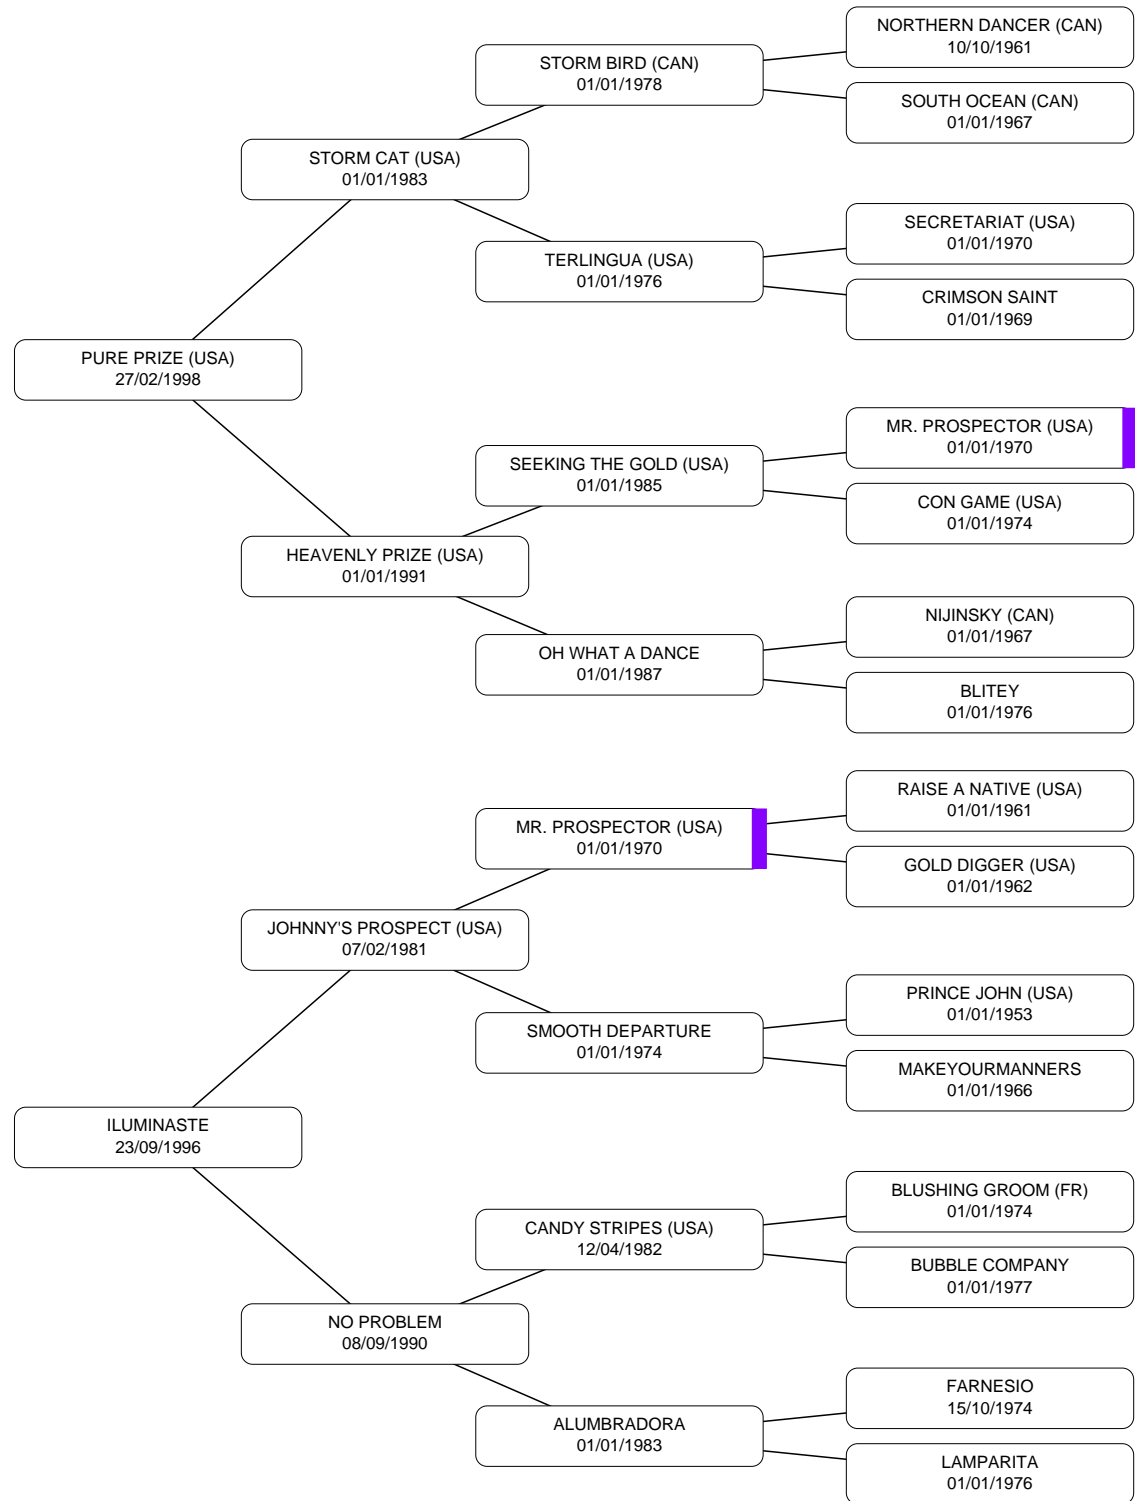 NORTHERN DANCER (CAN)
10/10/1961
STORM BIRD (CAN)
01/01/1978
SOUTH OCEAN (CAN)
01/01/1967
STORM CAT (USA)
01/01/1983
SECRETARIAT (USA)
01/01/1970
TERLINGUA (USA)
01/01/1976
CRIMSON SAINT
01/01/1969
PURE PRIZE (USA)
27/02/1998
MR. PROSPECTOR (USA)
01/01/1970
SEEKING THE GOLD (USA)
01/01/1985
CON GAME (USA)
01/01/1974
HEAVENLY PRIZE (USA)
01/01/1991
NIJINSKY (CAN)
01/01/1967
OH WHAT A DANCE
01/01/1987
BLITEY
01/01/1976
RAISE A NATIVE (USA)
01/01/1961
MR. PROSPECTOR (USA)
01/01/1970
GOLD DIGGER (USA)
01/01/1962
JOHNNY'S PROSPECT (USA)
07/02/1981
PRINCE JOHN (USA)
01/01/1953
SMOOTH DEPARTURE
01/01/1974
MAKEYOURMANNERS
01/01/1966
ILUMINASTE
23/09/1996
BLUSHING GROOM (FR)
01/01/1974
CANDY STRIPES (USA)
12/04/1982
BUBBLE COMPANY
01/01/1977
NO PROBLEM
08/09/1990
FARNESIO
15/10/1974
ALUMBRADORA
01/01/1983
LAMPARITA
01/01/1976